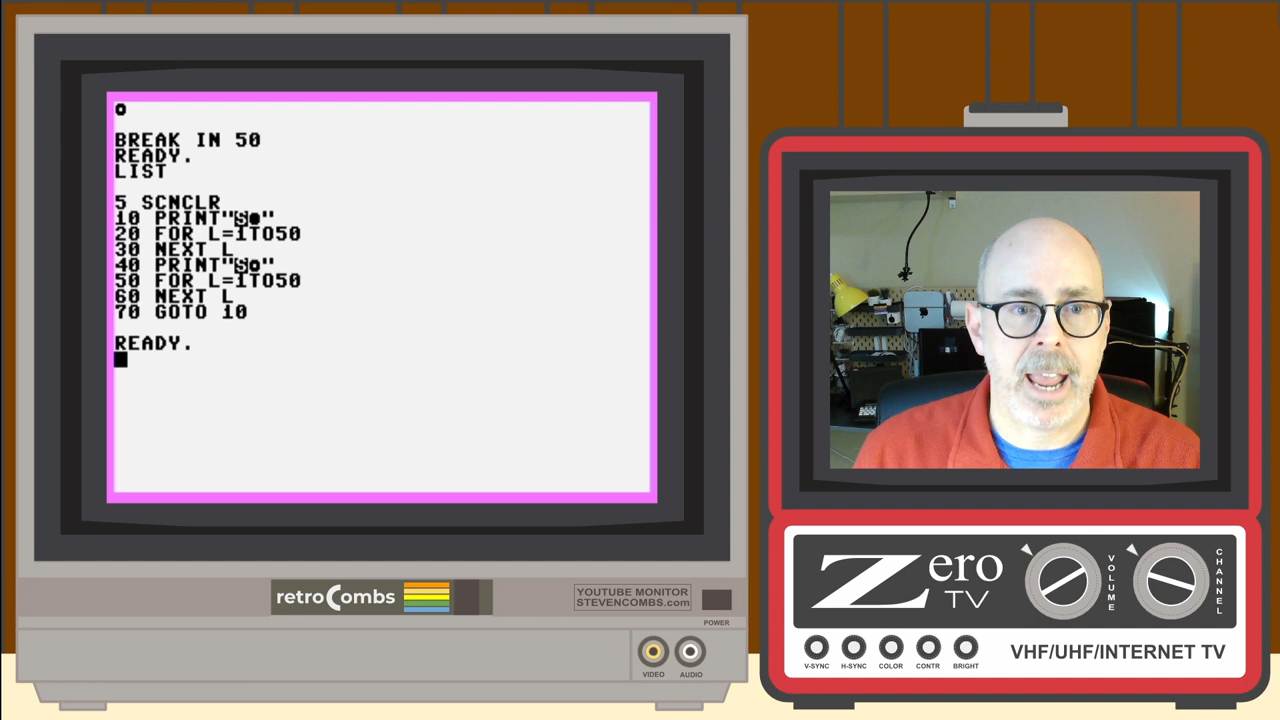 BREAK IN 50
READY.
LIST
5 SCNCLR
10 PRINT"S●"
20 FOR L=1TO50
30 NEXT L
40 PRINT"So"
50 FOR L=1TO50
60 NEXT L
70 GOTO 10
READY.
retroCombs
YOUTUBE MONITOR
STEVENCOMBS.com
POWER
VIDEO
AUDIO
Zero
TV
VOLUME
CHANNEL
V-SYNC
H-SYNC
COLOR
CONTR
BRIGHT
VHF/UHF/INTERNET TV